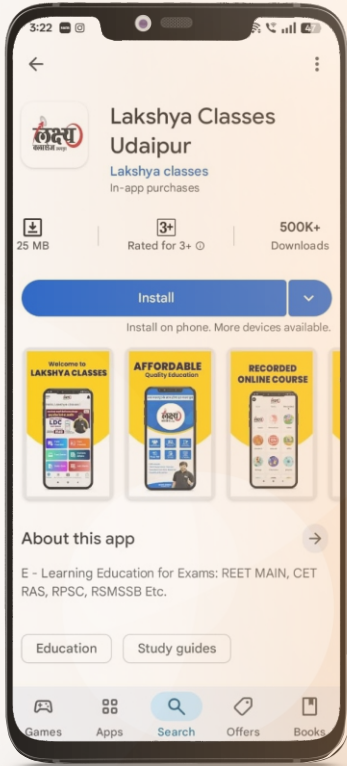 3:22
Lakshya Classes
Udaipur
Lakshya classes
In-app purchases
लक्ष्य
क्लासेज
25 MB
3+
Rated for 3+
500K+
Downloads
Install
Install on phone. More devices available.
Welcome to
LAKSHYA CLASSES
AFFORDABLE
Quality Education
RECORDED
ONLINE COURSE
LDC
About this app
E - Learning Education for Exams: REET MAIN, CET
RAS, RPSC, RSMSSB Etc.
Education
Study guides
Games
Apps
Search
Offers
Books